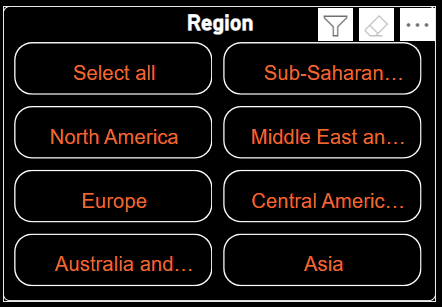 Region
Select all
Sub-Saharan…
North America
Middle East an…
Europe
Central Americ…
Australia and…
Asia